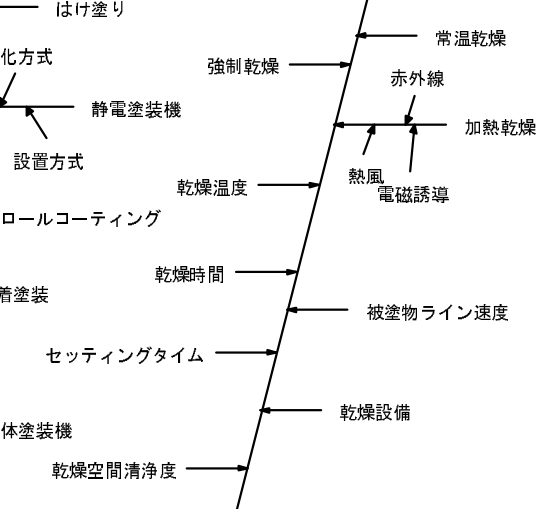 はけ塗り
常温乾燥
化方式
強制乾燥
赤外線
静電塗装機
加熱乾燥
設置方式
熱風
乾燥温度
電磁誘導
ロールコーティング
乾燥時間
着塗装
被塗物ライン速度
セッティングタイム
乾燥設備
体塗装機
乾燥空間清浄度